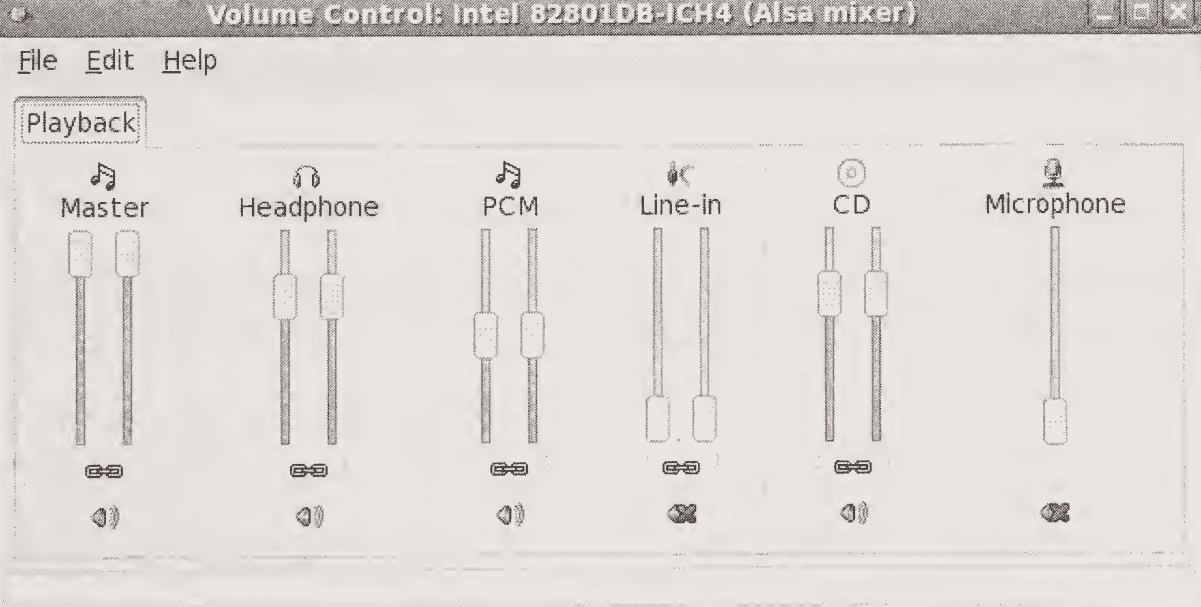 Volume Control: Intel 82801DB-ICH4 (Alsa mixer)
File Edit Help
Playback
Master Headphone PCM Line-in CD Microphone